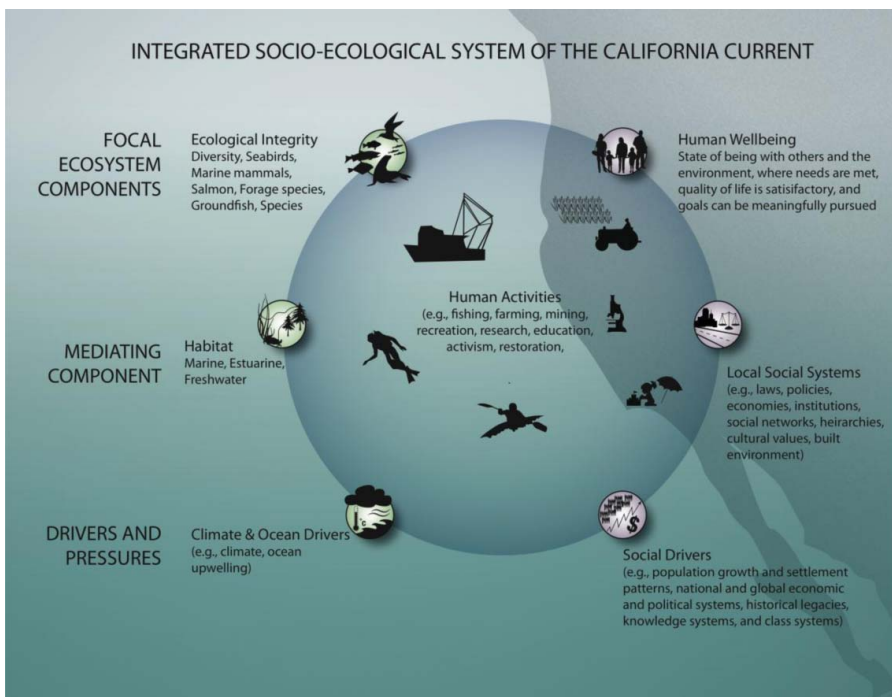 INTEGRATED SOCIO-ECOLOGICAL SYSTEM OF THE CALIFORNIA CURRENT
FOCAL
ECOSYSTEM
COMPONENTS
Ecological Integrity
Diversity, Seabirds,
Marine mammals,
Salmon, Forage species,
Groundfish, Species
Human Wellbeing
State of being with others and the
environment, where needs are met,
quality of life is satisifactory, and
goals can be meaningfully pursued
Human Activities
(e.g., fishing, farming, mining,
recreation, research, education,
activism, restoration,
MEDIATING
COMPONENT
Habitat
Marine, Estuarine,
Freshwater
Local Social Systems
(e.g., laws, policies,
economies, institutions,
social networks, heirarchies,
cultural values, built
environment)
DRIVERS AND
PRESSURES
Climate & Ocean Drivers
(e.g., climate, ocean
upwelling)
$
Social Drivers
(e.g., population growth and settlement
patterns, national and global economic
and political systems, historical legacies,
knowledge systems, and class systems)